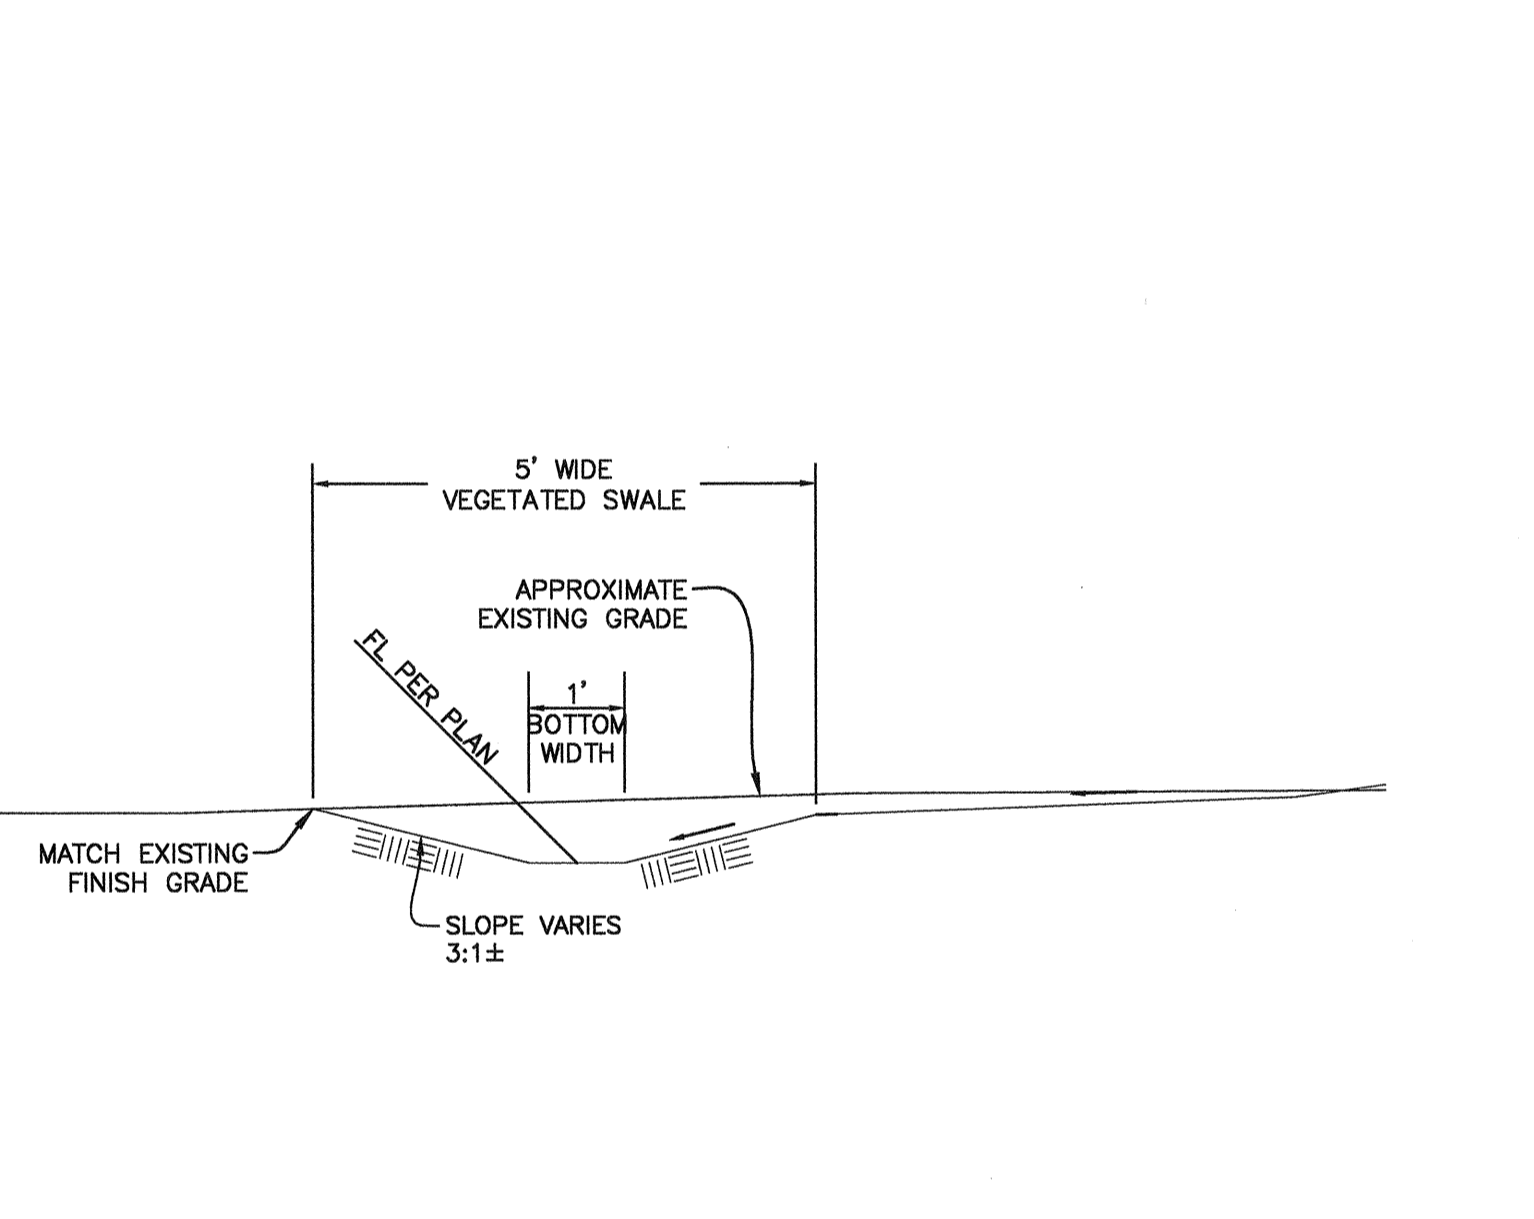 5' WIDE
VEGETATED SWALE
APPROXIMATE
EXISTING GRADE
FL PER PLAN
1'
BOTTOM
WIDTH
MATCH EXISTING
FINISH GRADE
SLOPE VARIES
3:1±